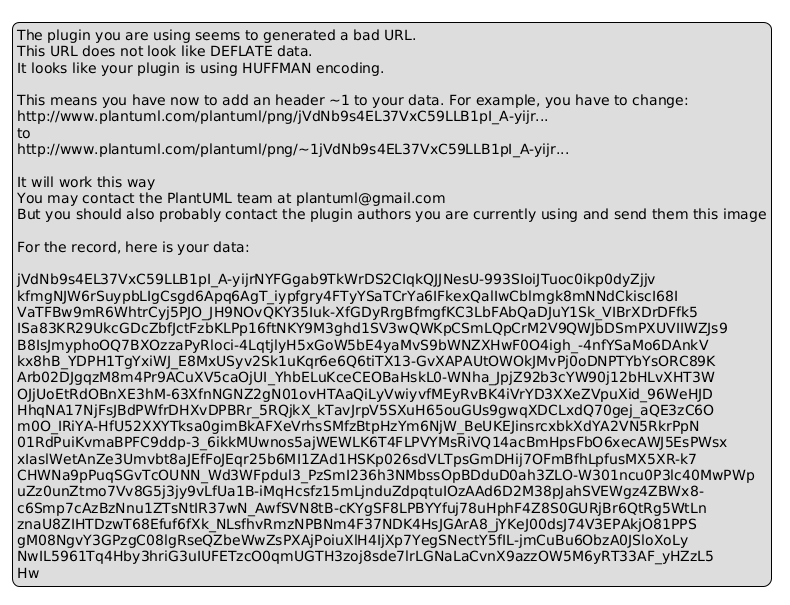 The plugin you are using seems to generated a bad URL.
This URL does not look like DEFLATE data.
It looks like your plugin is using HUFFMAN encoding.
This means you have now to add an header ~1 to your data. For example, you have to change:
http://www.plantuml.com/plantuml/png/jVdNb9s4EL37VxC59LLB1pI_A-yijr...
to
http://www.plantuml.com/plantuml/png/~1jVdNb9s4EL37VxC59LLB1pI_A-yijr...
It will work this way
You may contact the PlantUML team at plantuml@gmail.com
But you should also probably contact the plugin authors you are currently using and send them this image
For the record, here is your data:
jVdNb9s4EL37VxC59LLB1pI_A-yijrNYFGgab9TkWrDS2CIqkQJJNesU-993SIoiJTuoc0ikp0dyZjjv
kfmgNJW6rSuypbLIgCsgd6Apq6AgT_iypfgry4FTyYSaTCrYa6IFkexQalIwCblmgk8mNNdCkiscI68I
VaTFBw9mR6WhtrCyj5PJO_JH9NOvQKY35Iuk-XfGDyRrgBfmgfKC3LbFAbQaDJuY1Sk_VIBrXDrDFfk5
ISa83KR29UkcGDcZbfJctFzbKLPp16ftNKY9M3ghd1SV3wQWKpCSmLQpCrM2V9QWJbDSmPXUVIIWZJs9
B8IsJmyphoOQ7BXOzzaPyRloci-4LqtjlyH5xGoW5bE4yaMvS9bWNZXHwF0O4igh_-4nfYSaMo6DAnkV
kx8hB_YDPH1TgYxiWJ_E8MxUSyv2Sk1uKqr6e6Q6tiTX13-GvXAPAUtOWOkJMvPj0oDNPTYbYsORC89K
Arb02DJgqzM8m4Pr9ACuXV5caOjUI_YhbELuKceCEOBaHskL0-WNha_JpjZ92b3cYW90j12bHLvXHT3W
OJjUoEtRdOBnXE3hM-63XfnNGNZ2gN01ovHTAaQiLyVwiyvfMEyRvBK4iVrYD3XXeZVpuXid_96WeHJD
HhqNA17NjFsJBdPWfrDHXvDPBRr_5RQjkX_kTavJrpV5SXuH65ouGUs9gwqXDCLxdQ70gej_aQE3zC6O
m0O_IRiYA-HfU52XXYTksa0gimBkAFXeVrhsSMfzBtpHzYm6NjW_BeUKEJinsrcxbkXdYA2VN5RkrPpN
01RdPuiKvmaBPFC9ddp-3_6ikkMUwnos5ajWEWLK6T4FLPVYMsRiVQ14acBmHpsFbO6xecAWJ5EsPWsx
xIaslWetAnZe3Umvbt8aJEfFoJEqr25b6MI1ZAd1HSKp026sdVLTpsGmDHij7OFmBfhLpfusMX5XR-k7
CHWNa9pPuqSGvTcOUNN_Wd3WFpdul3_PzSmI236h3NMbssOpBDduD0ah3ZLO-W301ncu0P3lc40MwPWp
uZz0unZtmo7Vv8G5j3jy9vLfUa1B-iMqHcsfz15mLjnduZdpqtuIOzAAd6D2M38pJahSVEWgz4ZBWx8-
c6Smp7cAzBzNnu1ZTsNtIR37wN_AwfSVN8tB-cKYgSF8LPBYYfuj78uHphF4Z8S0GURjBr6QtRg5WtLn
znaU8ZIHTDzwT68Efuf6fXk_NLsfhvRmzNPBNm4F37NDK4HsJGArA8_jYKeJ00dsJ74V3EPAkjO81PPS
gM08NgvY3GPzgC08lgRseQZbeWwZsPXAjPoiuXlH4IjXp7YegSNectY5fIL-jmCuBu6ObzA0JSloXoLy
NwIL5961Tq4Hby3hriG3uIUFETzcO0qmUGTH3zoj8sde7lrLGNaLaCvnX9azzOW5M6yRT33AF_yHZzL5
Hw